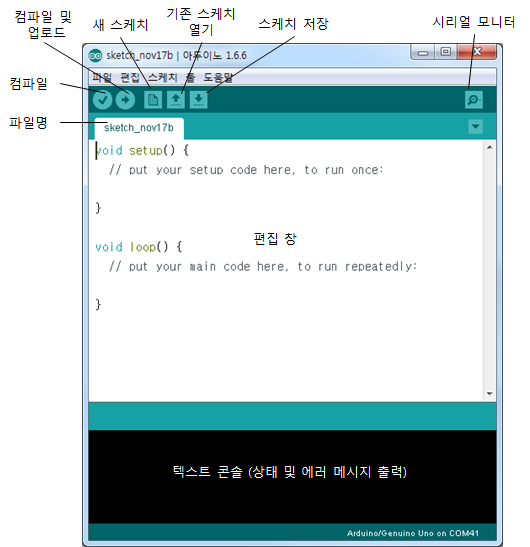 컴파일 및
업로드
새 스케치
기존 스케치
열기
스케치 저장
시리얼 모니터
컴파일
파일명
sketch_nov17b | 아두이노 1.6.6
파일 편집 스케치 툴 도움말
sketch_nov17b
void setup() {
// put your setup code here, to run once:
}
void loop() {
편집 창
// put your main code here, to run repeatedly:
}
텍스트 콘솔 (상태 및 에러 메시지 출력)
Arduino/Genuino Uno on COM41